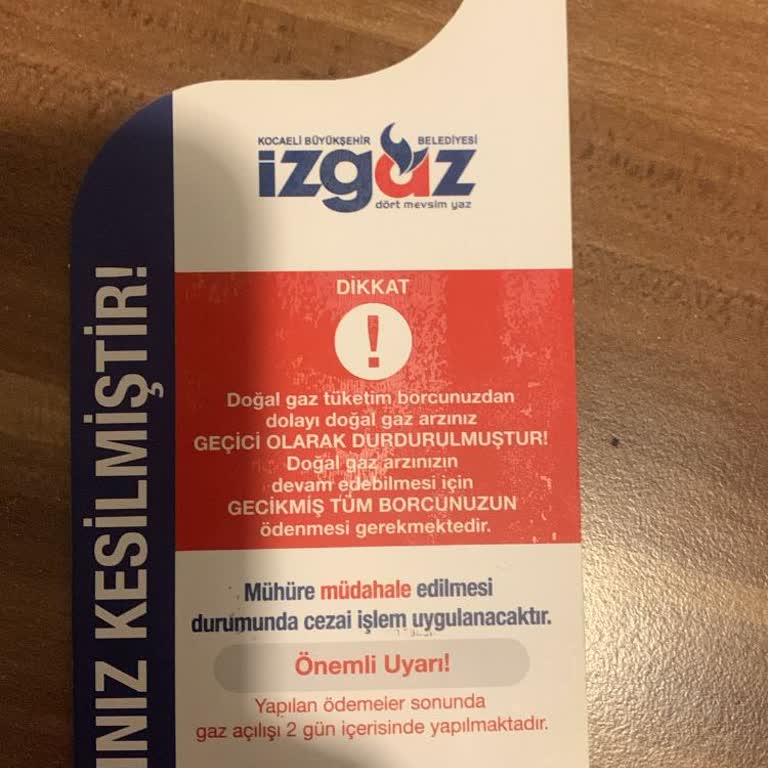 KOCAELİ BÜYÜKŞEHİR BELEDİYESİ
izgaz
dört mevsim yaz
DİKKAT
!
Doğal gaz tüketim borcunuzdan
dolayı doğal gaz arzınız
GEÇİCİ OLARAK DURDURULMUŞTUR!
Doğal gaz arzınızın
devam edebilmesi için
GECİKMİŞ TÜM BORCUNUZUN
ödenmesi gerekmektedir.
Mühüre müdahale edilmesi
durumunda cezai işlem uygulanacaktır.
Önemli Uyarı!
Yapılan ödemeler sonunda
gaz açılışı 2 gün içerisinde yapılmaktadır.
INIZ KESİLMİŞTİR!